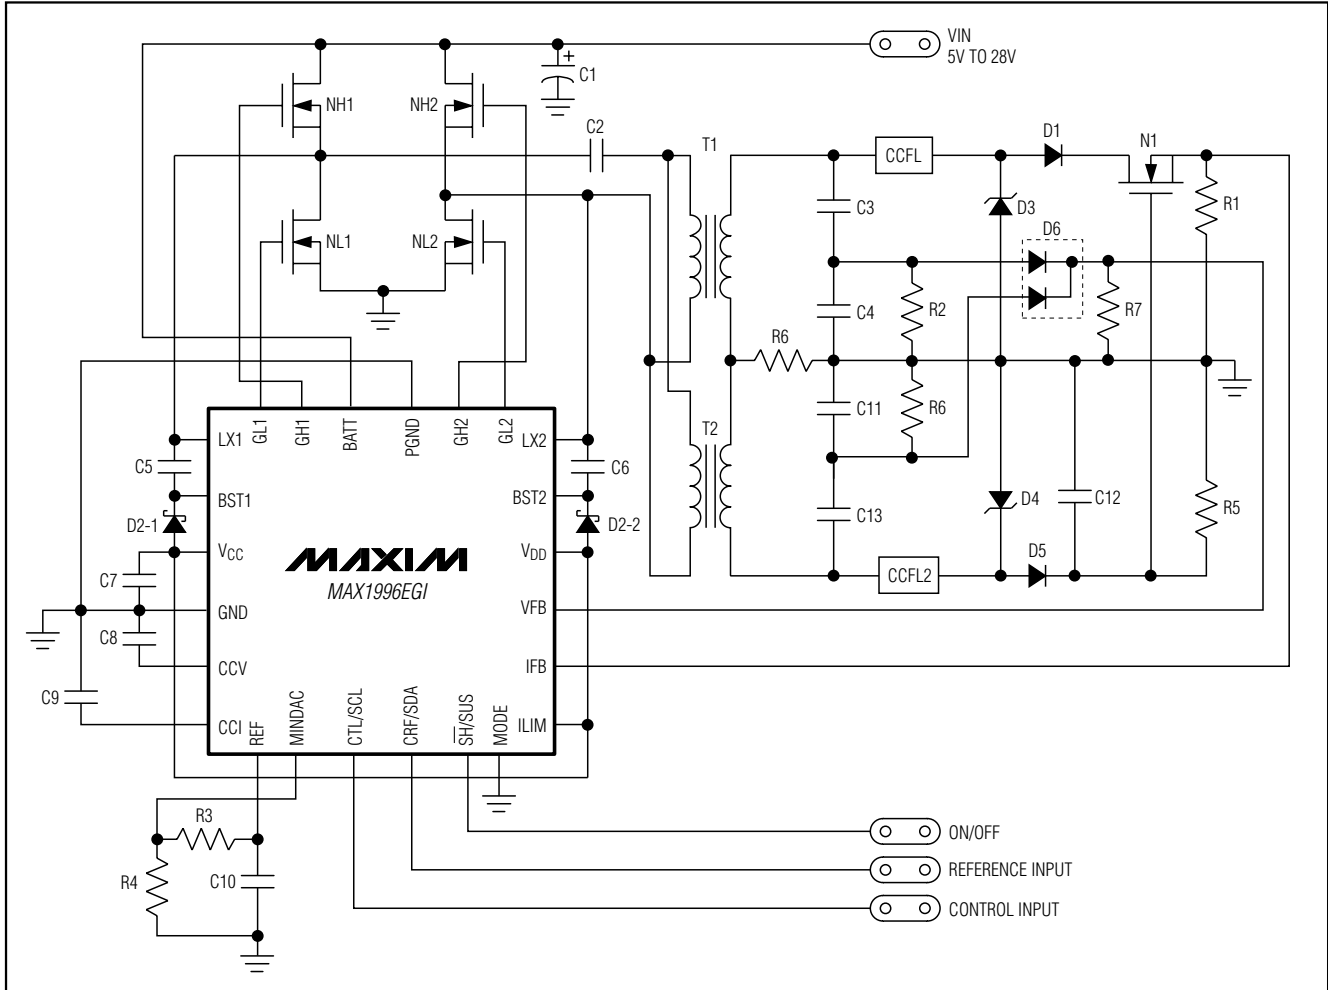 VIN
5V TO 28V
C1
NH1
NH2
C2
T1
CCFL
D1
N1
C3
D3
R1
D6
NL1
NL2
C4
R2
R7
R6
C11
R6
T2
GL1
GH1
BATT
PGND
GH2
GL2
LX1
LX2
C5
C6
BST1
BST2
D2-1
D2-2
C13
D4
C12
R5
VCC
VDD
MAXIM
MAX1996EGI
C7
D5
CCFL2
GND
VFB
C8
CCV
IFB
C9
CCI
REF
MINDAC
CTL/SCL
CRF/SDA
SH/SUS
MODE
ILIM
R3
R4
C10
ON/OFF
REFERENCE INPUT
CONTROL INPUT